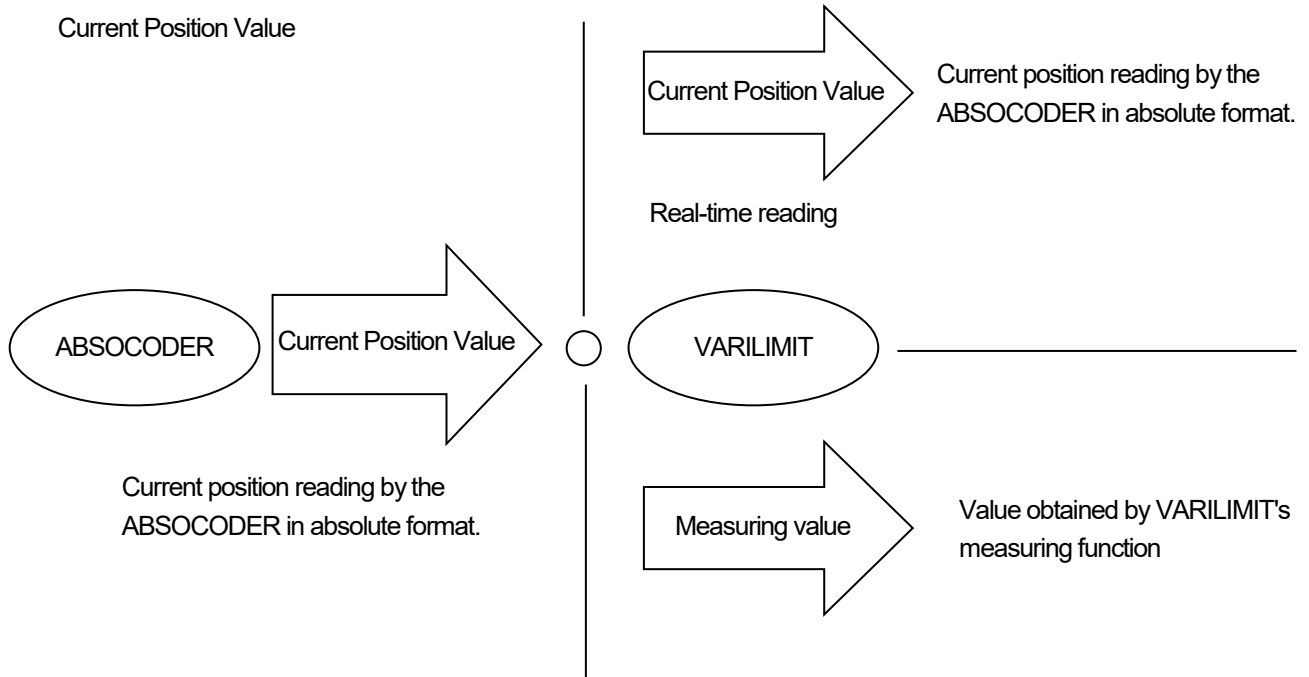 Current Position Value
Current Position Value
Current position reading by the
ABSOCODER in absolute format.
Real-time reading
ABSOCODER
Current Position Value
VARILIMIT
Current position reading by the
ABSOCODER in absolute format.
Measuring value
Value obtained by VARILIMIT's
measuring function